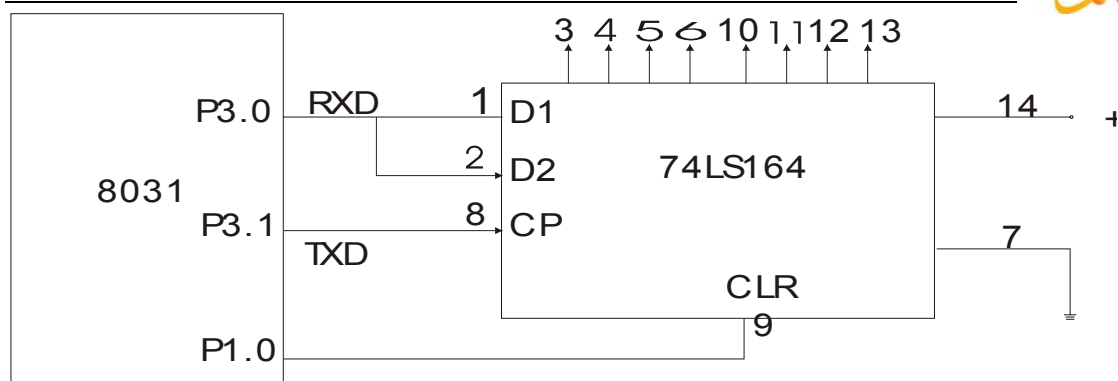 3 4 5 6 10 11 12 13
P3.0 RXD 1 D1 14 +
2 D2 74LS164
8031
P3.1 8 CP 7
TXD
CLR
9
P1.0